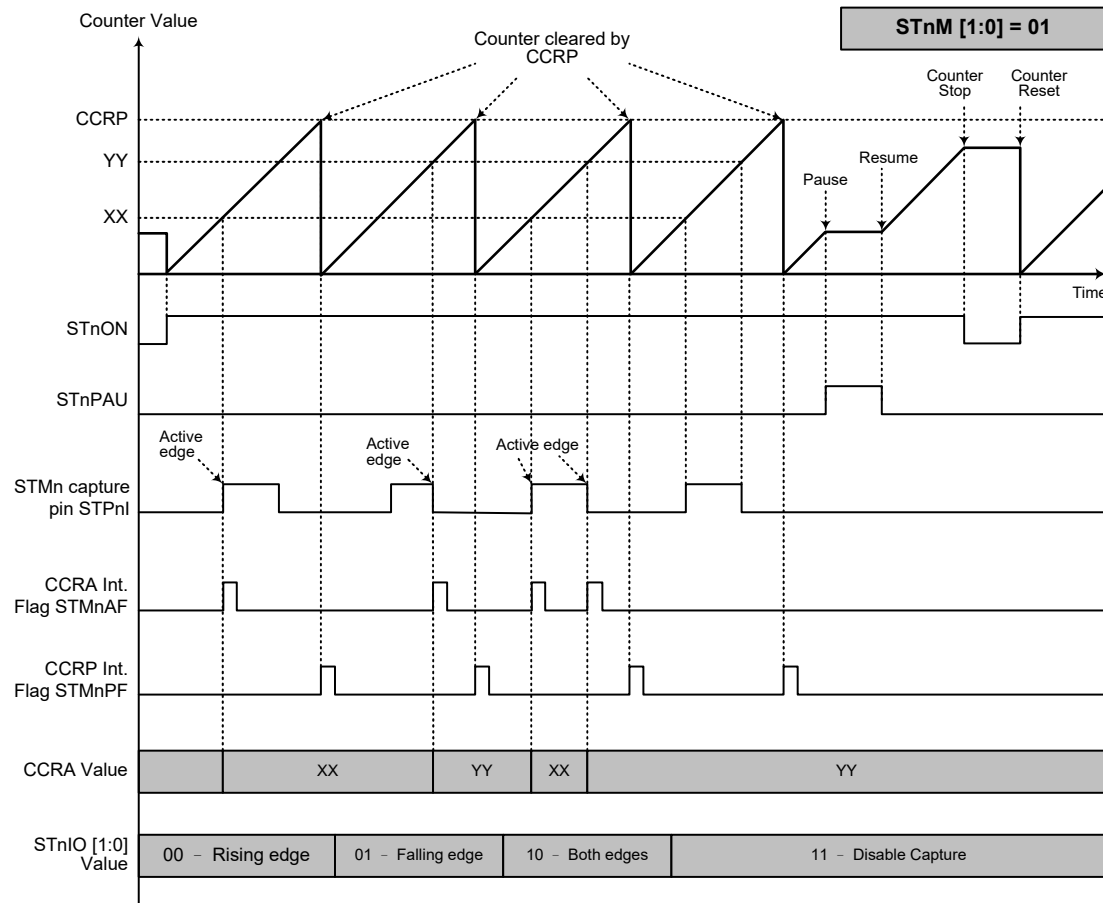 Counter Value
STnM [1:0] = 01
Counter cleared by
CCRP
Counter
Stop
Counter
Reset
CCRP
YY
XX
Pause
Resume
Time
STnON
STnPAU
Active
edge
Active
edge
Active edge
STMn capture
pin STPnI
CCRA Int.
Flag STMnAF
CCRP Int.
Flag STMnPF
CCRA Value
XX
YY
XX
YY
STnIO [1:0]
Value
00 – Rising edge
01 – Falling edge
10 – Both edges
11 – Disable Capture